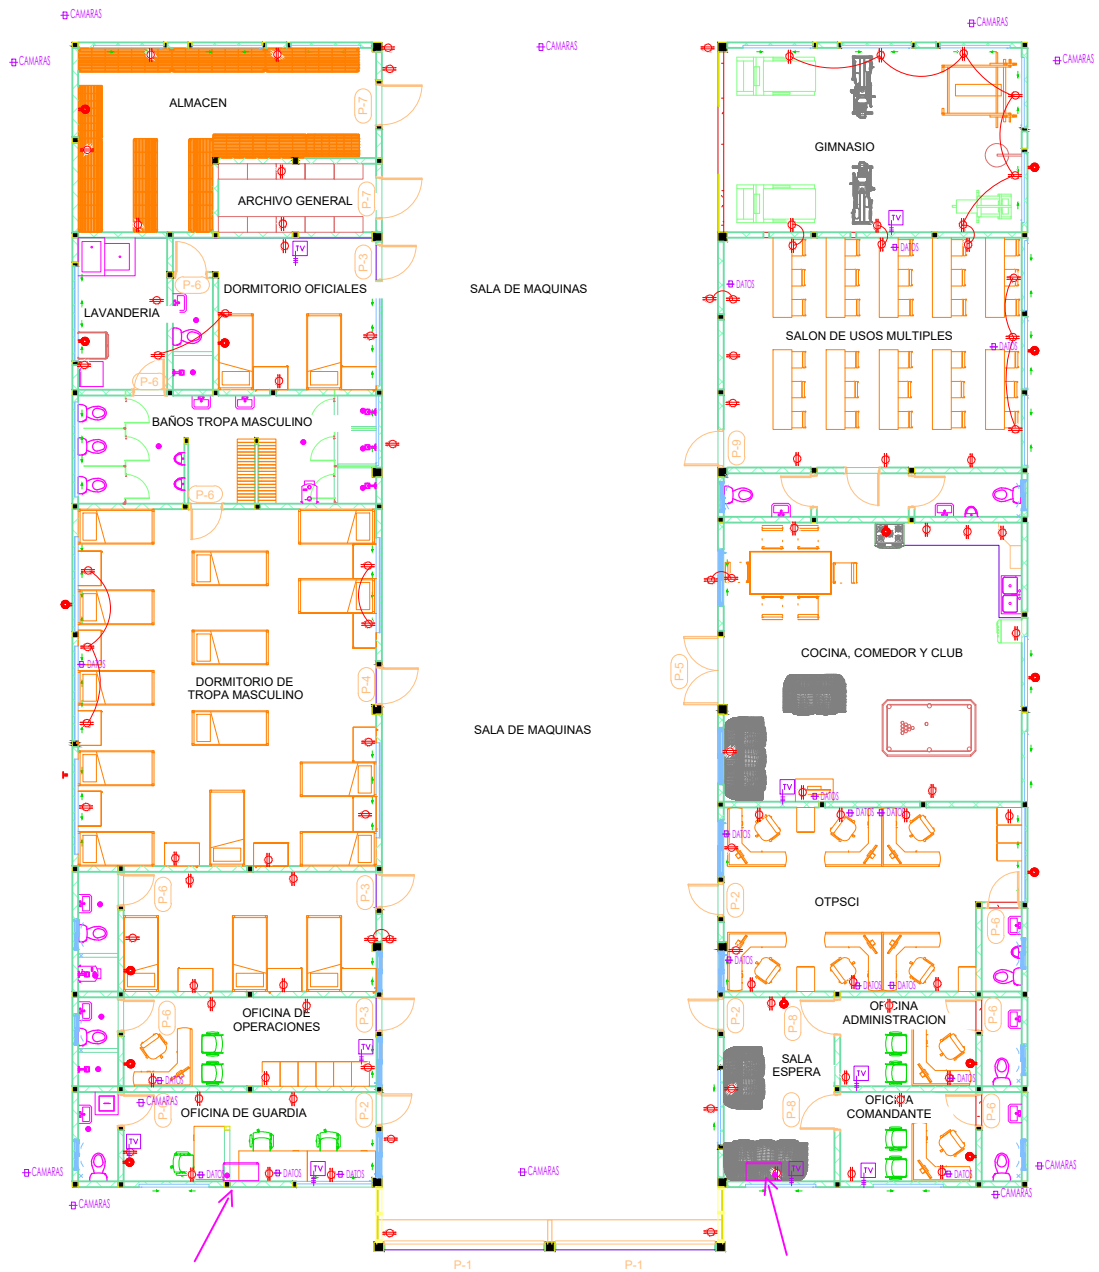 CAMARAS
CAMARAS
CAMARAS
CAMARAS
CAMARAS
ALMACEN
P-7
GIMNASIO
ARCHIVO GENERAL
P-7
TV
TV
DATOS
P-3
P-6
DORMITORIO OFICIALES
SALA DE MAQUINAS
DATOS
LAVANDERIA
SALON DE USOS MULTIPLES
DATOS
P-6
BAÑOS TROPA MASCULINO
P-9
P-6
DATOS
DORMITORIO DE
TROPA MASCULINO
P-4
COCINA, COMEDOR Y CLUB
P-5
SALA DE MAQUINAS
TV
DATOS
DATOS
DATOS
DATOS
P-6
P-3
P-2
OTPSCI
P-6
DATOS
DATOS
DATOS
P-6
OFICINA DE
OPERACIONES
P-3
P-2
P-8
OFICINA
ADMINISTRACION
P-6
TV
SALA
ESPERA
DATOS
TV
DATOS
CAMARAS
OFICINA DE GUARDIA
P-2
P-8
OFICINA
COMANDANTE
P-6
TV
CAMARAS
DATOS
DATOS
TV
DATOS
CAMARAS
TV
TV
DATOS
CAMARAS
CAMARAS
CAMARAS
P-1
P-1